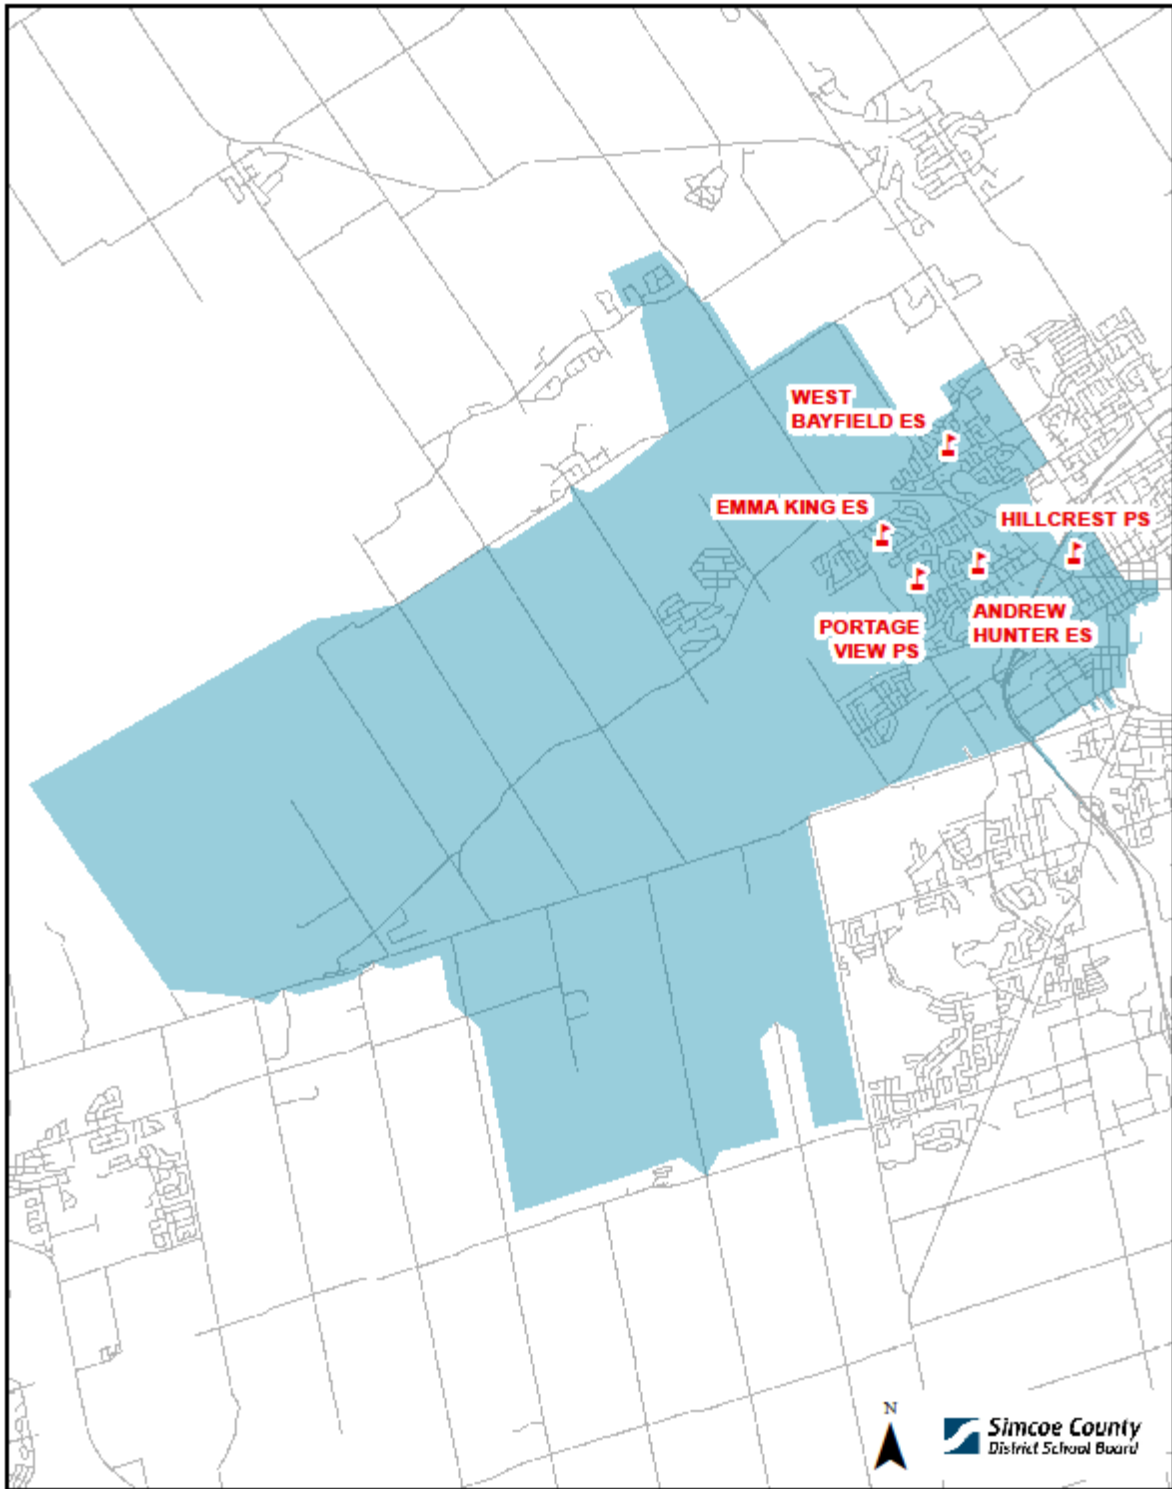 WEST
BAYFIELD ES
EMMA KING ES
HILLCREST PS
PORTAGE
VIEW PS
ANDREW
HUNTER ES
N
Simcoe County
District School Board